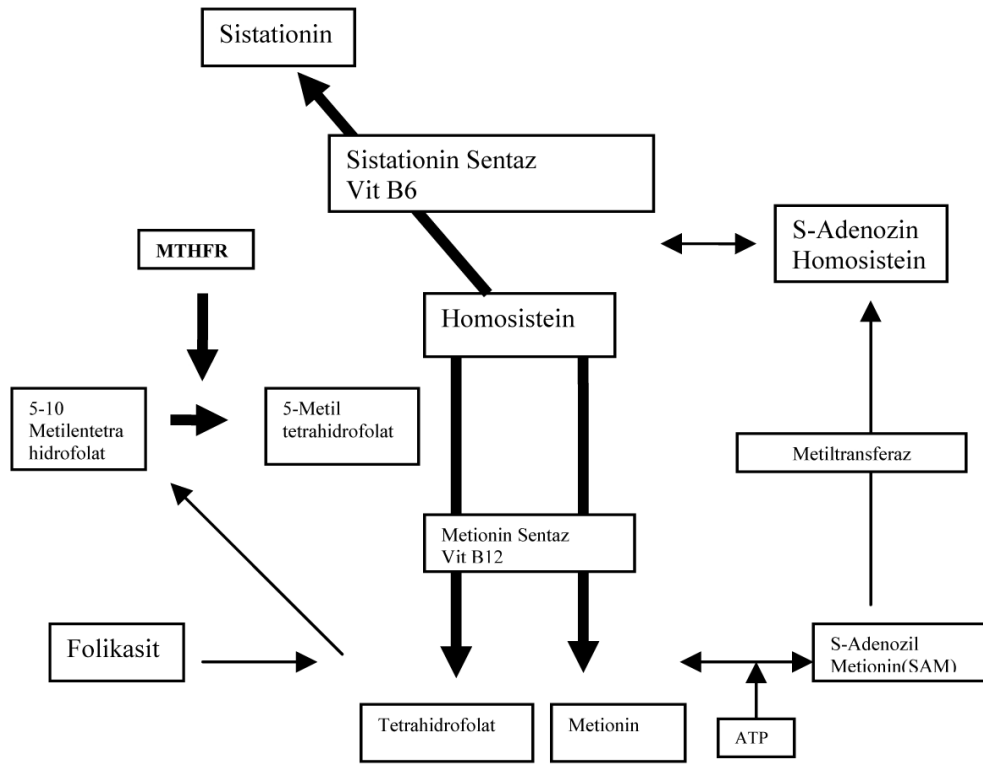 Sistationin
Sistationin Sentaz
Vit B6
MTHFR
S-Adenozin
Homosistein
Homosistein
5-10
Metilentetra
hidrofolat
5-Metil
tetrahidrofolat
Metiltransferaz
Metionin Sentaz
Vit B12
Folikasit
S-Adenozil
Metionin(SAM)
Tetrahidrofolat
Metionin
ATP